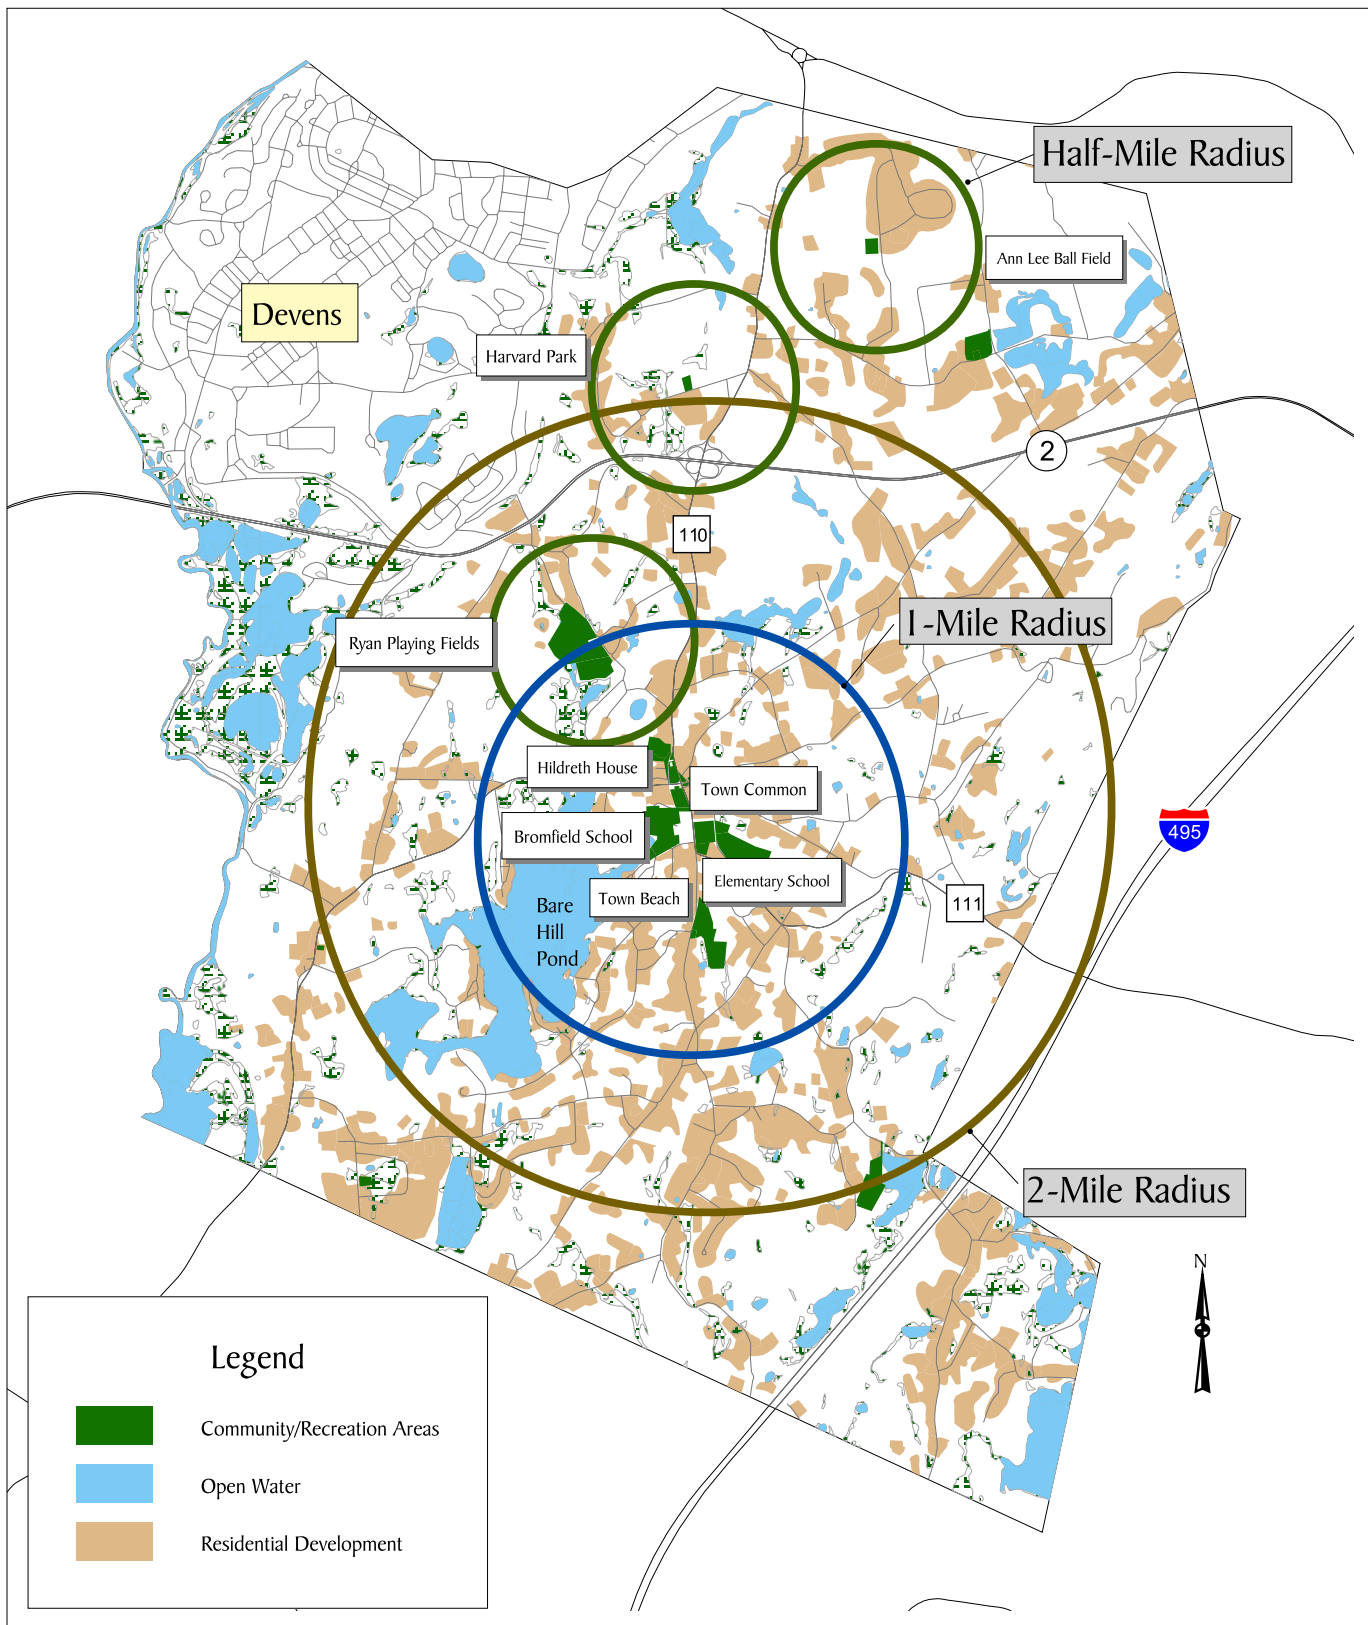 Half-Mile Radius
Ann Lee Ball Field
Devens
Harvard Park
2
110
1-Mile Radius
Ryan Playing Fields
Hildreth House
Town Common
Bromfield School
495
Elementary School
Town Beach
111
Bare
Hill
Pond
2-Mile Radius
N
Legend
Community/Recreation Areas
Open Water
Residential Development